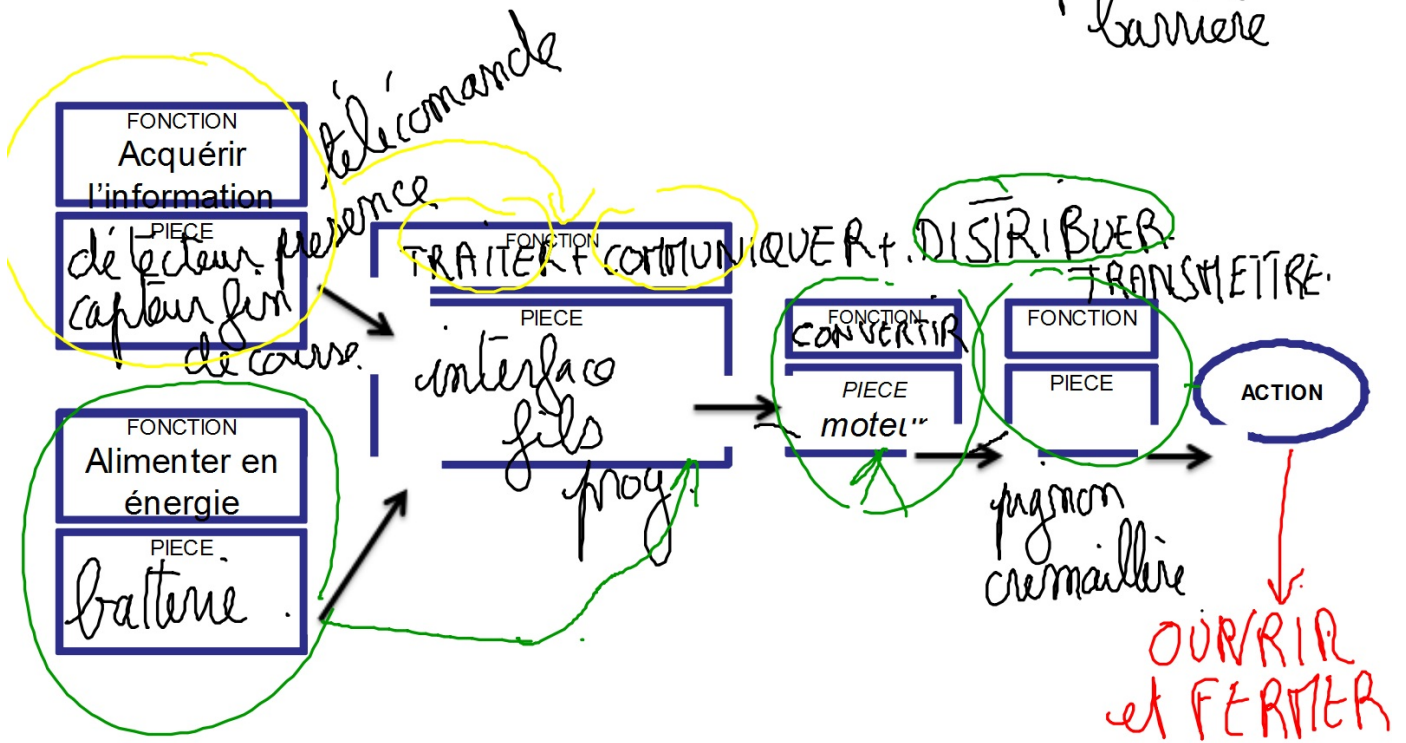 barriere
télécomande
FONCTION
Acquérir
l'information
PIECE
détecteur presence
capteur fin
de course.
FONCTION
TRAITER + COMMUNIQUER + DISTRIBUER.
PIECE
interface
fils
prog.
FONCTION
CONVERTIR
PIECE
moteur
TRANSMETTRE.
FONCTION
PIECE
pignon
cremaillère
ACTION
OUVRIR
et FERMER
FONCTION
Alimenter en
énergie
PIECE
batterie.